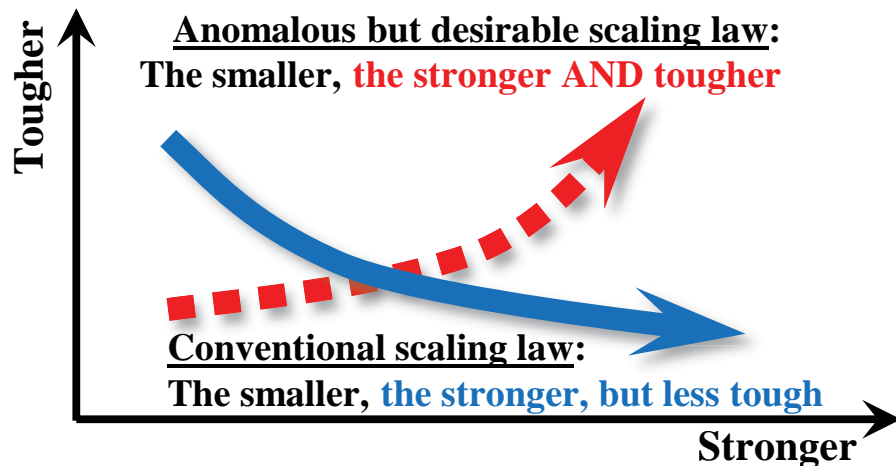 Tougher
Anomalous but desirable scaling law:
The smaller, the stronger AND tougher
Conventional scaling law:
The smaller, the stronger, but less tough
Stronger